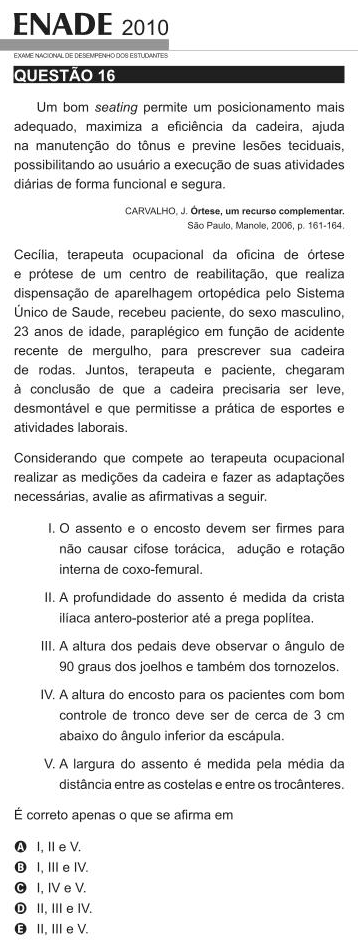 ENADE 2010
EXAME NACIONAL DE DESEMPENHO DOS ESTUDANTES
QUESTÃO 16
Um bom seating permite um posicionamento mais
adequado, maximiza a eficiência da cadeira, ajuda
na manutenção do tônus e previne lesões teciduais,
possibilitando ao usuário a execução de suas atividades
diárias de forma funcional e segura.
CARVALHO, J. Órtese, um recurso complementar.
São Paulo, Manole, 2006, p. 161-164.
Cecília, terapeuta ocupacional da oficina de órtese
e prótese de um centro de reabilitação, que realiza
dispensação de aparelhagem ortopédica pelo Sistema
Único de Saude, recebeu paciente, do sexo masculino,
23 anos de idade, paraplégico em função de acidente
recente de mergulho, para prescrever sua cadeira
de rodas. Juntos, terapeuta e paciente, chegaram
à conclusão de que a cadeira precisaria ser leve,
desmontável e que permitisse a prática de esportes e
atividades laborais.
Considerando que compete ao terapeuta ocupacional
realizar as medições da cadeira e fazer as adaptações
necessárias, avalie as afirmativas a seguir.
I. O assento e o encosto devem ser firmes para
não causar cifose torácica, adução e rotação
interna de coxo-femural.
II. A profundidade do assento é medida da crista
ilíaca antero-posterior até a prega poplítea.
III. A altura dos pedais deve observar o ângulo de
90 graus dos joelhos e também dos tornozelos.
IV. A altura do encosto para os pacientes com bom
controle de tronco deve ser de cerca de 3 cm
abaixo do ângulo inferior da escápula.
V. A largura do assento é medida pela média da
distância entre as costelas e entre os trocânteres.
É correto apenas o que se afirma em
A I, II e V.
B I, III e IV.
C I, IV e V.
D II, III e IV.
E II, III e V.